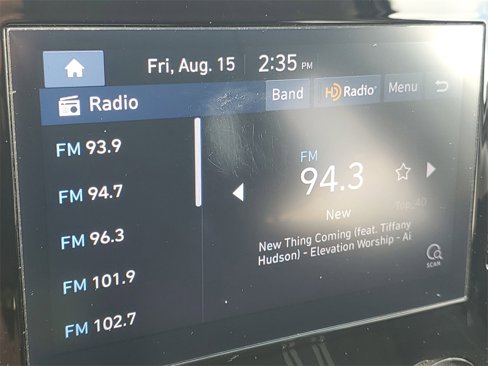 Fri, Aug. 15 2:35 PM
Radio Band HD Radio Menu
FM 93.9
FM 94.7
FM 96.3
FM 101.9
FM 102.7
FM
94.3
New Top_40
New Thing Coming (feat. Tiffany
Hudson) - Elevation Worship - Ai
SCAN